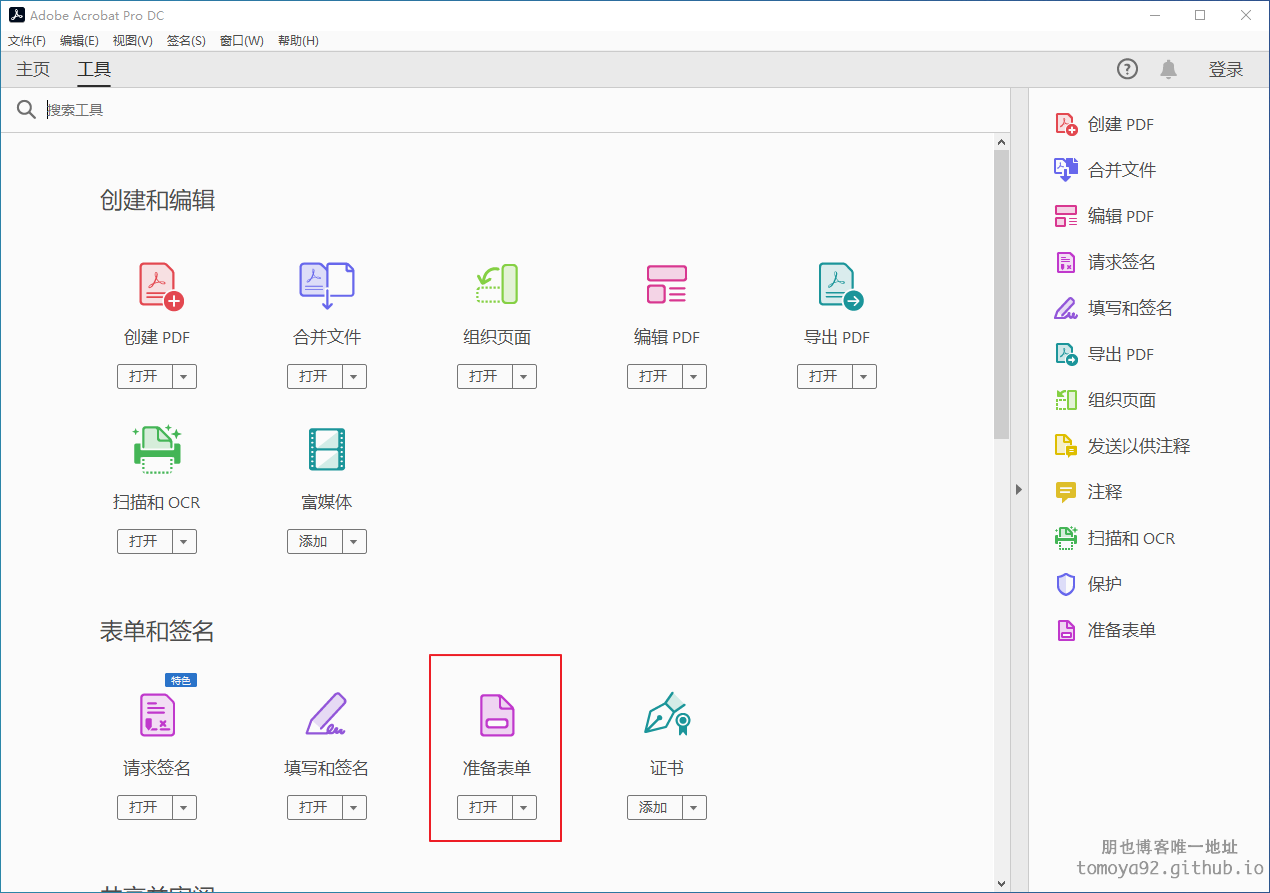 Adobe Acrobat Pro DC
文件(F) 编辑(E) 视图(V) 签名(S) 窗口(W) 帮助(H)
主页 工具 登录
搜索工具
创建和编辑
创建 PDF 合并文件 组织页面 编辑 PDF 导出 PDF
打开 打开 打开 打开 打开
扫描和 OCR 富媒体
打开 添加
表单和签名
特色
请求签名 填写和签名 准备表单 证书
打开 打开 打开 添加
共享并审阅
创建 PDF
合并文件
编辑 PDF
请求签名
填写和签名
导出 PDF
组织页面
发送以供注释
注释
扫描和 OCR
保护
准备表单
朋也博客唯一地址
tomoya92.github.io